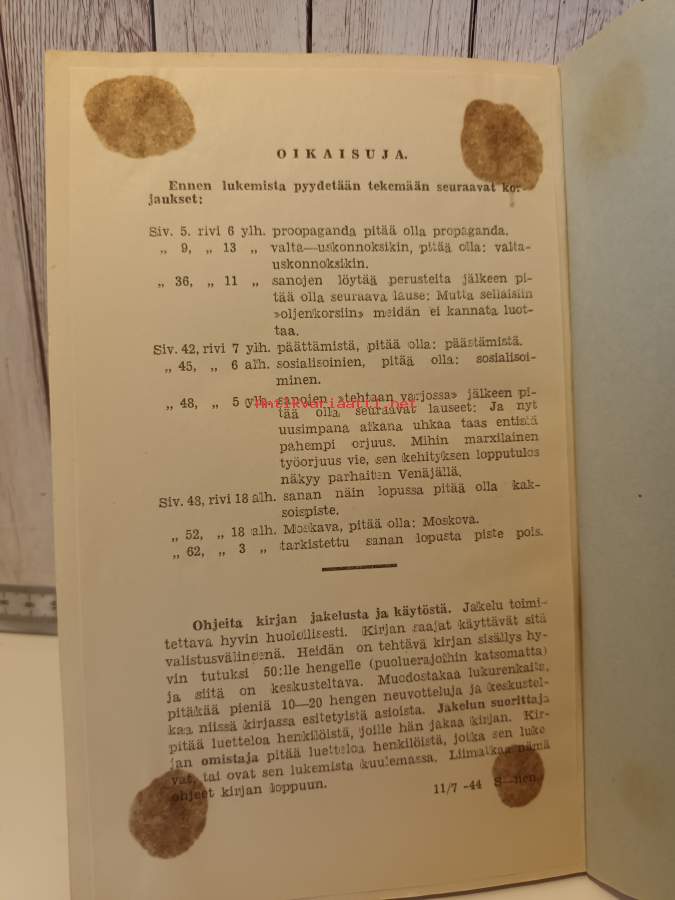 OIKAISUJA.
Ennen lukemista pyydetään tekemään seuraavat kor-
jaukset:
Siv. 5. rivi 6 ylh. proopaganda pitää olla propaganda.
„ 9, „ 13 „ valta—uskonnoksikin, pitää olla: valta-
uskonnoksikin.
„ 36, „ 11 „ sanojen löytää perusteita jälkeen pi-
tää olla seuraava lause: Mutta sellaisiin
»oljenkorsiin» meidän ei kannata luot-
taa.
Siv. 42, rivi 7 ylh. päättämistä, pitää olla: päästämistä.
„ 45, „ 6 alh. sosialisoinien, pitää olla: sosialisoi-
minen.
„ 48, „ 5 ylh. sanojen »tehtaan varjossa» jälkeen pi-
tää olla seuraavat lauseet: Ja nyt
uusimpana aikana uhkaa taas entistä
pahempi orjuus. Mihin marxilainen
työorjuus vie, sen kehityksen lopputulos
näkyy parhaiten Venäjällä.
Siv. 43, rivi 18 alh. sanan näin lopussa pitää olla kak-
soispiste.
„ 52, „ 18 alh. Moskava, pitää olla: Moskova.
„ 62, „ 3 „ tarkistettu sanan lopusta piste pois.
Antikvariaatti.net
Ohjeita kirjan jakelusta ja käytöstä. Jakelu toimi-
tettava hyvin huolellisesti. Kirjan saajat käyttävät sitä
valistusvälineenä. Heidän on tehtävä kirjan sisällys hy-
vin tutuksi 50:lle hengelle (puoluerajoihin katsomatta)
ja siitä on keskusteltava. Muodostakaa lukurenkaita,
pitäkää pieniä 10—20 hengen neuvotteluja ja keskustel-
kaa niissä kirjassa esitetyistä asioista. Jakelun suorittaja
pitää luetteloa henkilöistä, joille hän jakaa kirjan. Kir-
jan omistaja pitää luetteloa henkilöistä, jotka sen luke
vat, tai ovat sen lukemista kuulemassa. Liimatkaa nämä
ohjeet kirjan loppuun.
11/7 -44 S—nen.